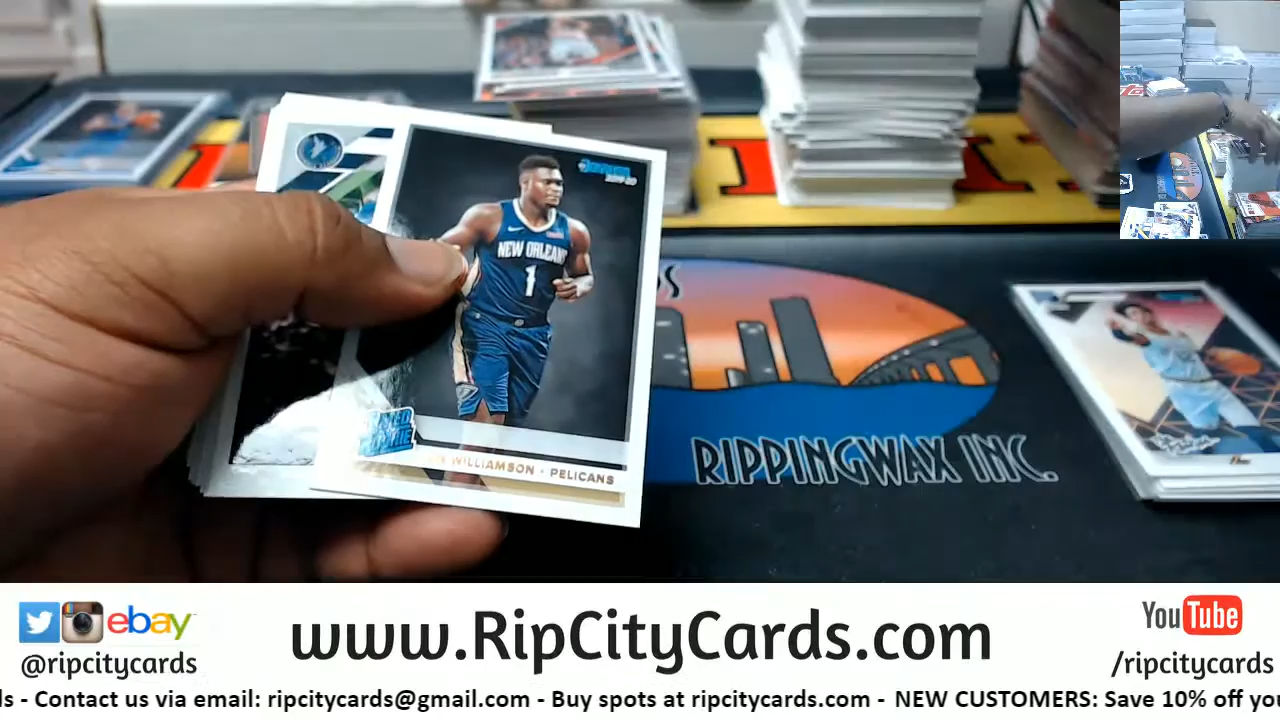 NEW ORLEANS
1
WILLIAMSON • PELICANS
RIPPINGWAX INC.
ebay
@ripcitycards
www.RipCityCards.com
YouTube
/ripcitycards
ds - Contact us via email: ripcitycards@gmail.com - Buy spots at ripcitycards.com - NEW CUSTOMERS: Save 10% off you